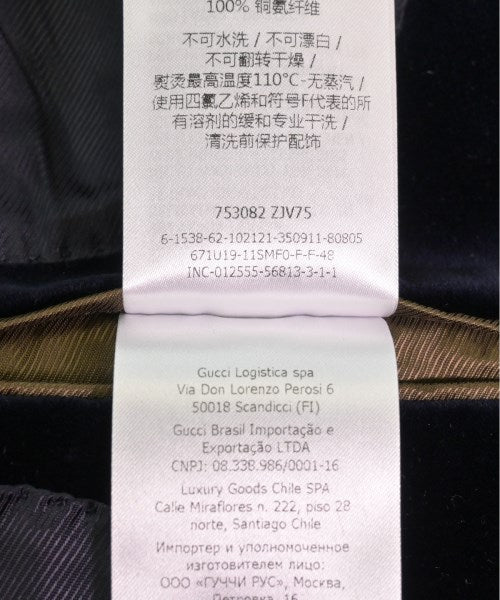 100% 铜氨纤维
不可水洗 / 不可漂白 /
不可翻转干燥 /
熨烫最高温度110°C-无蒸汽 /
使用四氯乙烯和符号F代表的所
有溶剂的缓和专业干洗 /
清洗前保护配饰
753082 ZJV75
6-1538-62-102121-350911-80805
671U19-11SMF0-F-F-48
INC-012555-56813-3-1-1
Gucci Logistica spa
Via Don Lorenzo Perosi 6
50018 Scandicci (FI)
Gucci Brasil Importação e
Exportação LTDA
CNPJ: 08.338.986/0001-16
Luxury Goods Chile SPA
Calle Miraflores n. 222, piso 28
norte, Santiago Chile
Импортер и уполномоченное
изготовителем лицо:
ООО «ГУЧЧИ РУС», Москва,
Петровка, 16